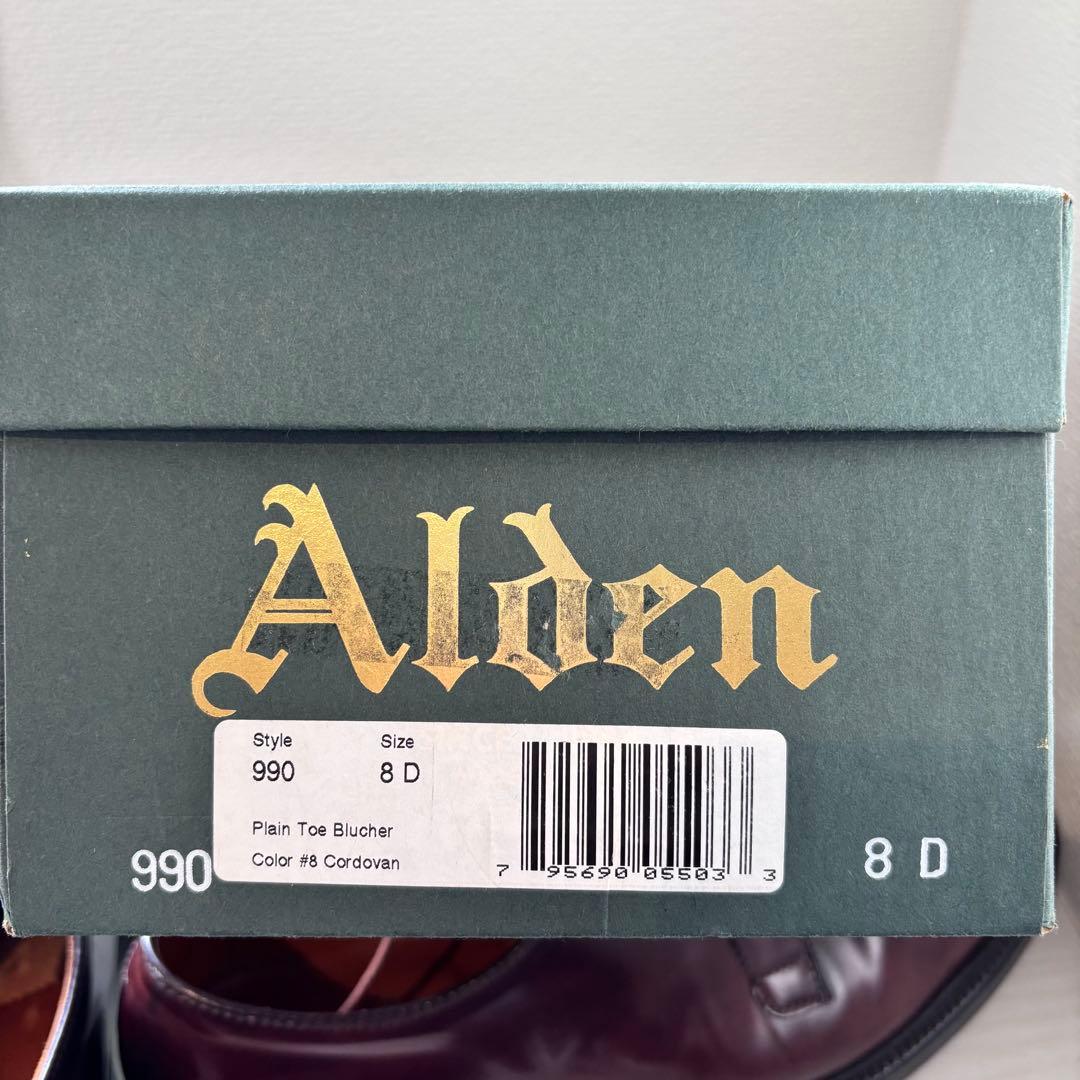 Alden
Style Size
990 8 D
Plain Toe Blucher
Color #8 Cordovan
7 95690 05503 3
990 8 D